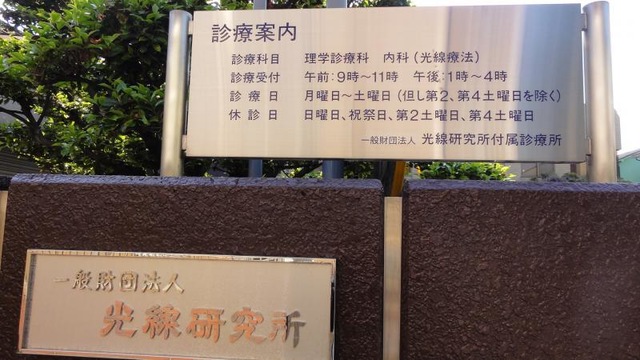 診療案内
診療科目 理学診療科 内科(光線療法)
診療受付 午前:9時〜11時 午後:1時〜4時
診療日 月曜日〜土曜日(但し第2、第4土曜日を除く)
休診日 日曜日、祝祭日、第2土曜日、第4土曜日
一般財団法人 光線研究所付属診療所
一般財団法人
光線研究所